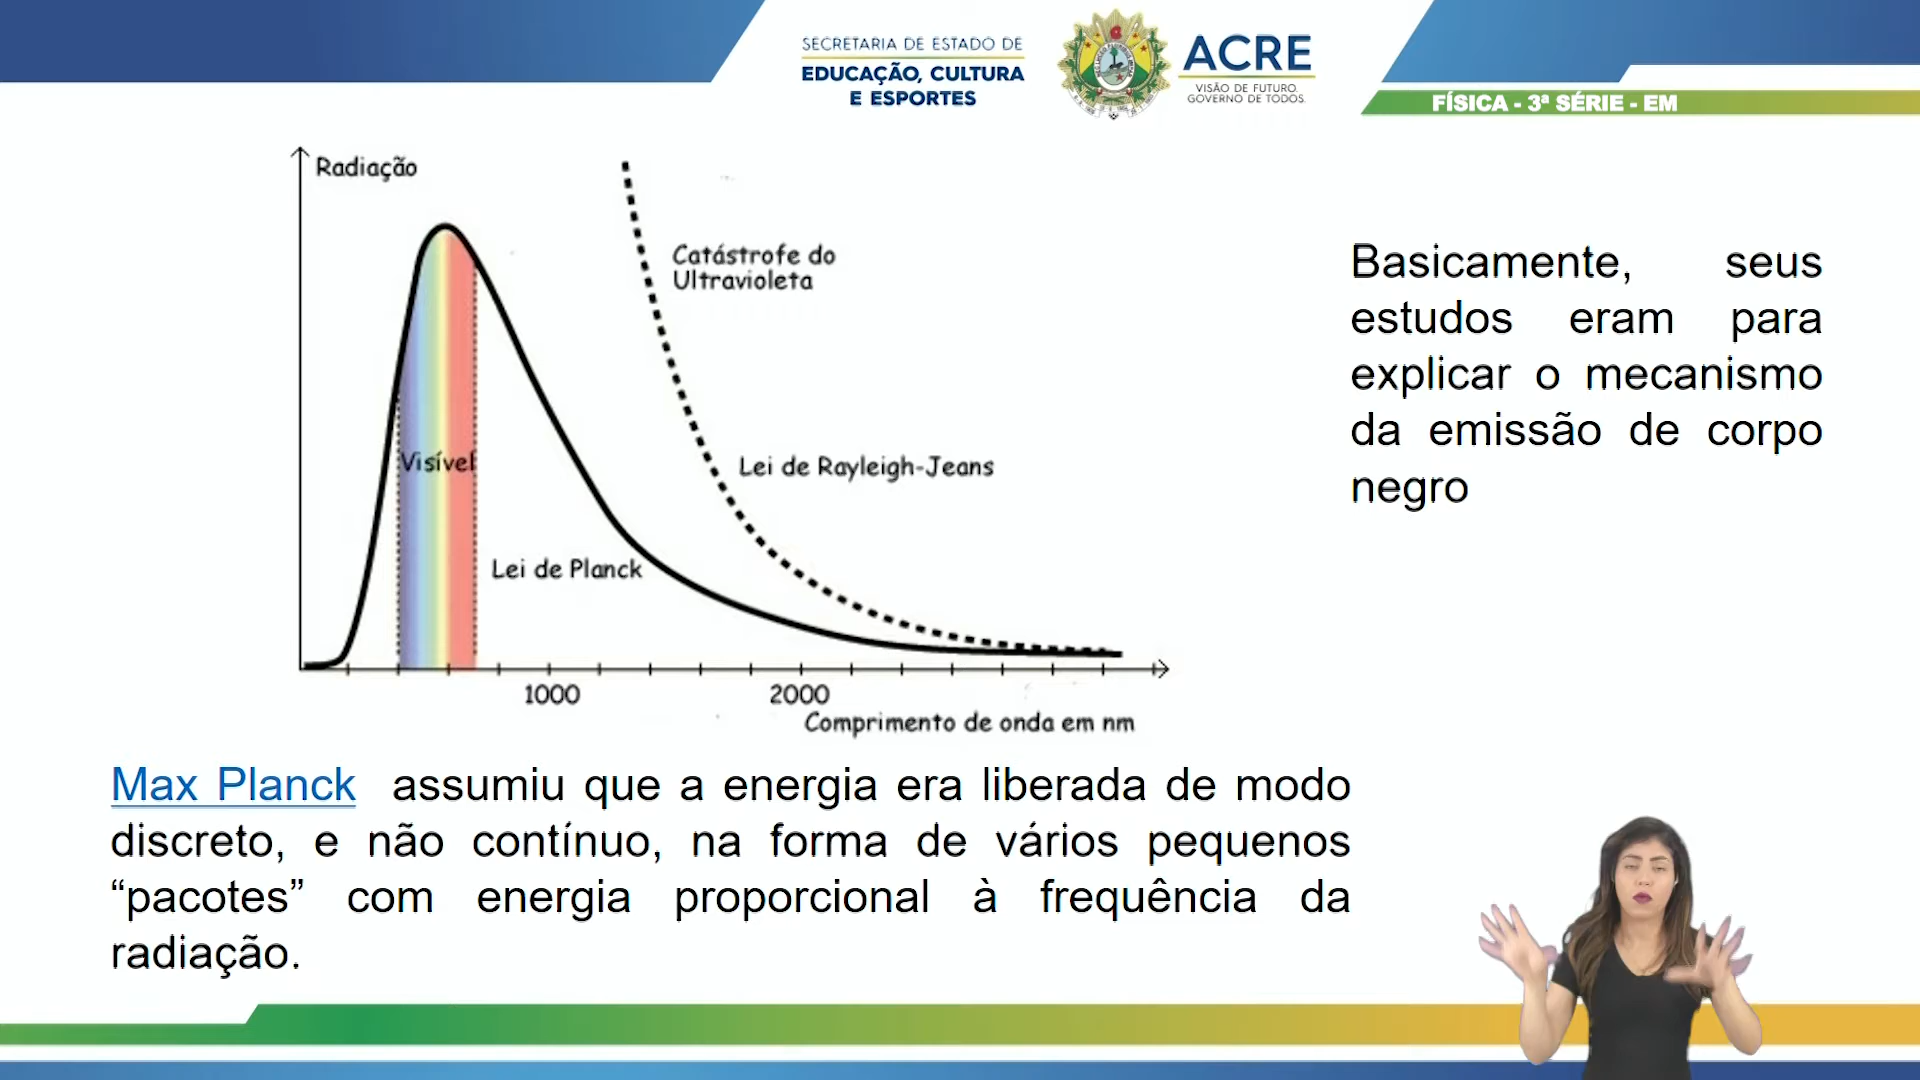 SECRETARIA DE ESTADO DE
EDUCAÇÃO, CULTURA
E ESPORTES
ACRE
VISÃO DE FUTURO.
GOVERNO DE TODOS.
FÍSICA - 3ª SÉRIE - EM
Radiação
Catástrofe do
Ultravioleta
Visível
Lei de Rayleigh-Jeans
Lei de Planck
1000
2000
Comprimento de onda em nm
Basicamente, seus
estudos eram para
explicar o mecanismo
da emissão de corpo
negro
Max Planck assumiu que a energia era liberada de modo
discreto, e não contínuo, na forma de vários pequenos
“pacotes” com energia proporcional à frequência da
radiação.